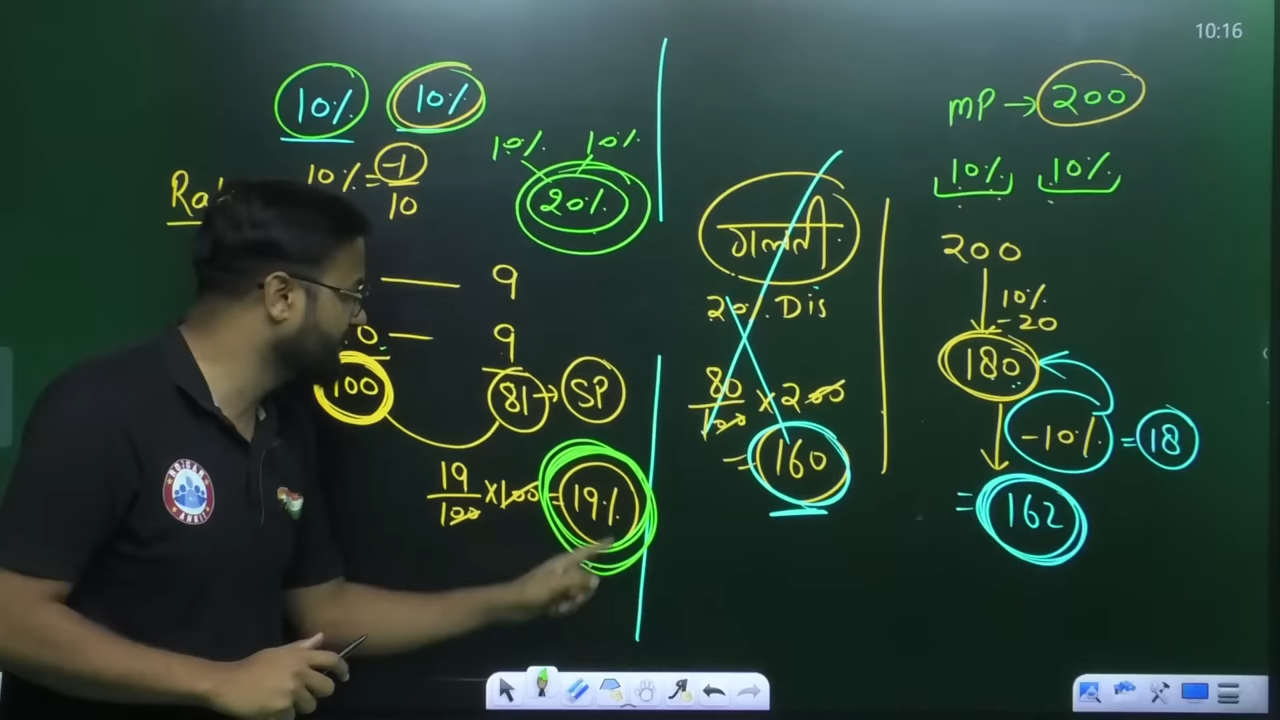 10:16
10% 10%
10% 10%
20%
10% = -1/10
— 9
— 9
100 81 → SP
19/100 × 100 = 19%
गलती
20% Dis
80/100 × 200
= 160
MP → 200
10% 10%
200
10%
-20
180
-10% = 18
= 162
ADIGAR